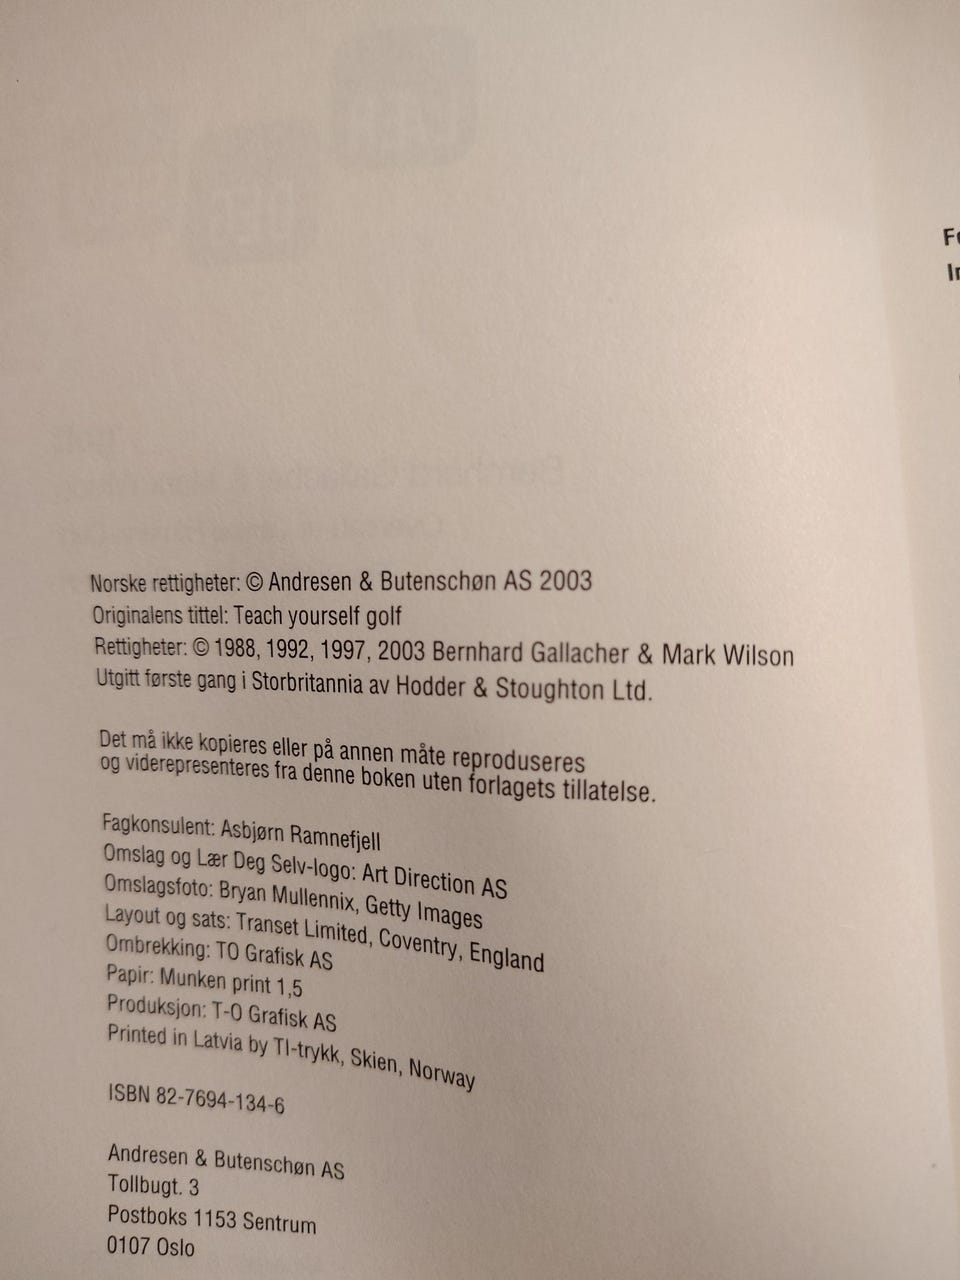 Norske rettigheter: © Andresen & Butenschøn AS 2003
Originalens tittel: Teach yourself golf
Rettigheter: © 1988, 1992, 1997, 2003 Bernhard Gallacher & Mark Wilson
Utgitt første gang i Storbritannia av Hodder & Stoughton Ltd.
Det må ikke kopieres eller på annen måte reproduseres
og viderepresenteres fra denne boken uten forlagets tillatelse.
Fagkonsulent: Asbjørn Ramnefjell
Omslag og Lær Deg Selv-logo: Art Direction AS
Omslagsfoto: Bryan Mullennix, Getty Images
Layout og sats: Transet Limited, Coventry, England
Ombrekking: TO Grafisk AS
Papir: Munken print 1,5
Produksjon: T-O Grafisk AS
Printed in Latvia by TI-trykk, Skien, Norway
ISBN 82-7694-134-6
Andresen & Butenschøn AS
Tollbugt. 3
Postboks 1153 Sentrum
0107 Oslo